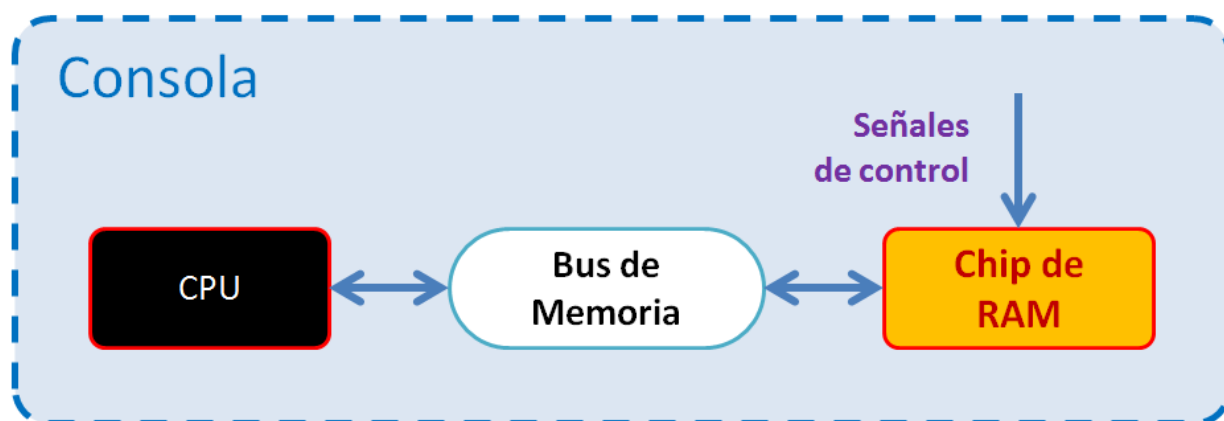 Consola
Señales
de control
CPU
Bus de
Memoria
Chip de
RAM